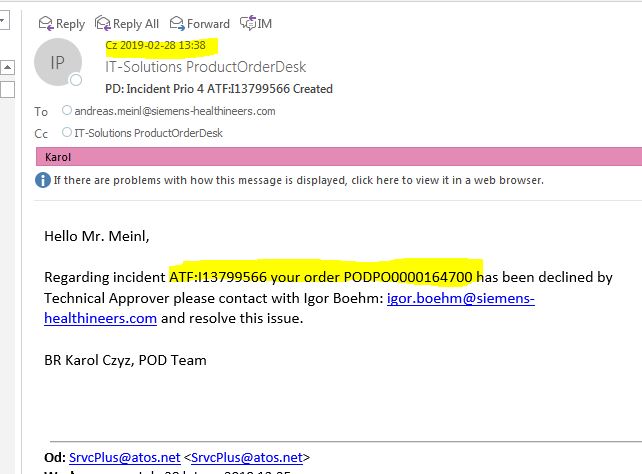 Reply Reply All Forward IM
Cz 2019-02-28 13:38
IP
IT-Solutions ProductOrderDesk
PD: Incident Prio 4 ATF:I13799566 Created
To andreas.meinl@siemens-healthineers.com
Cc IT-Solutions ProductOrderDesk
Karol
If there are problems with how this message is displayed, click here to view it in a web browser.
Hello Mr. Meinl,
Regarding incident ATF:I13799566 your order PODPO0000164700 has been declined by
Technical Approver please contact with Igor Boehm: igor.boehm@siemens-
healthineers.com and resolve this issue.
BR Karol Czyz, POD Team
Od: SrvcPlus@atos.net <SrvcPlus@atos.net>